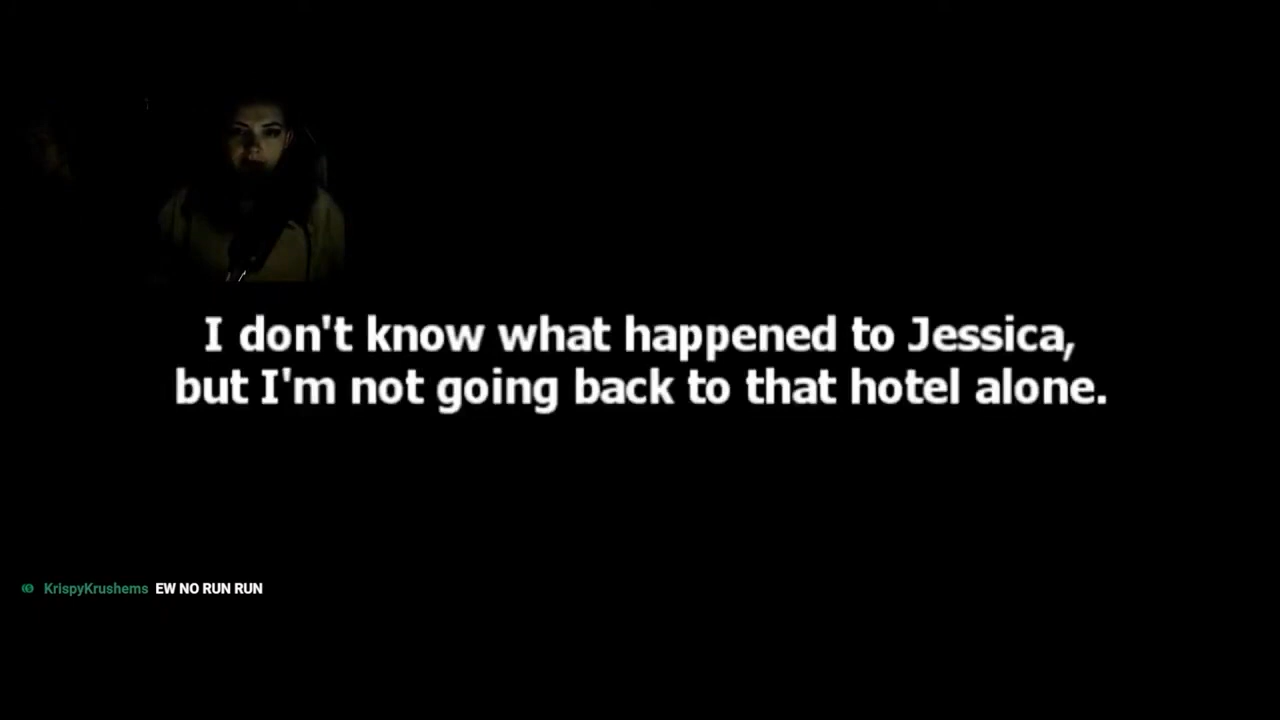 I don't know what happened to Jessica,
but I'm not going back to that hotel alone.
KrispyKrushems EW NO RUN RUN